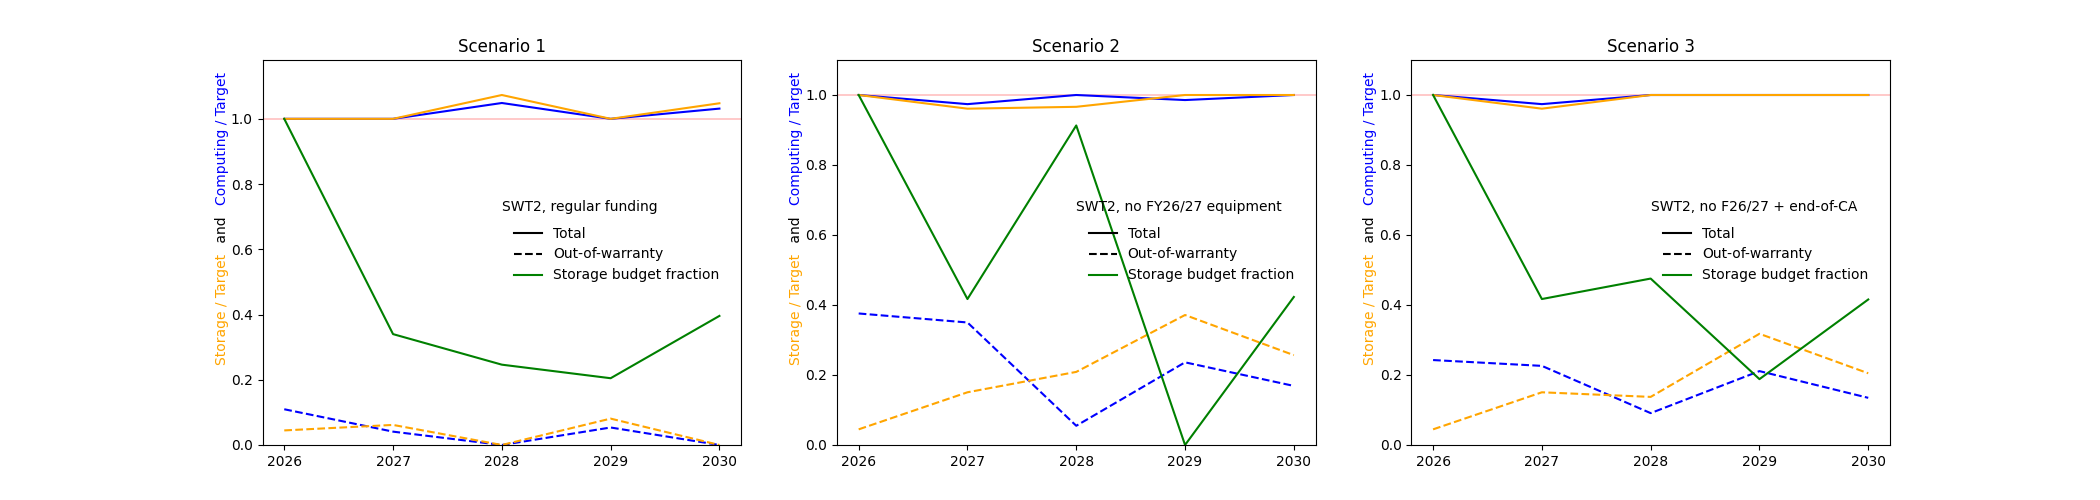 Scenario 1
Storage / Target and Computing / Target
1.0
0.8
0.6
0.4
0.2
0.0
SWT2, regular funding
Total
Out-of-warranty
Storage budget fraction
2026 2027 2028 2029 2030
Scenario 2
Storage / Target and Computing / Target
1.0
0.8
0.6
0.4
0.2
0.0
SWT2, no FY26/27 equipment
Total
Out-of-warranty
Storage budget fraction
2026 2027 2028 2029 2030
Scenario 3
Storage / Target and Computing / Target
1.0
0.8
0.6
0.4
0.2
0.0
SWT2, no F26/27 + end-of-CA
Total
Out-of-warranty
Storage budget fraction
2026 2027 2028 2029 2030